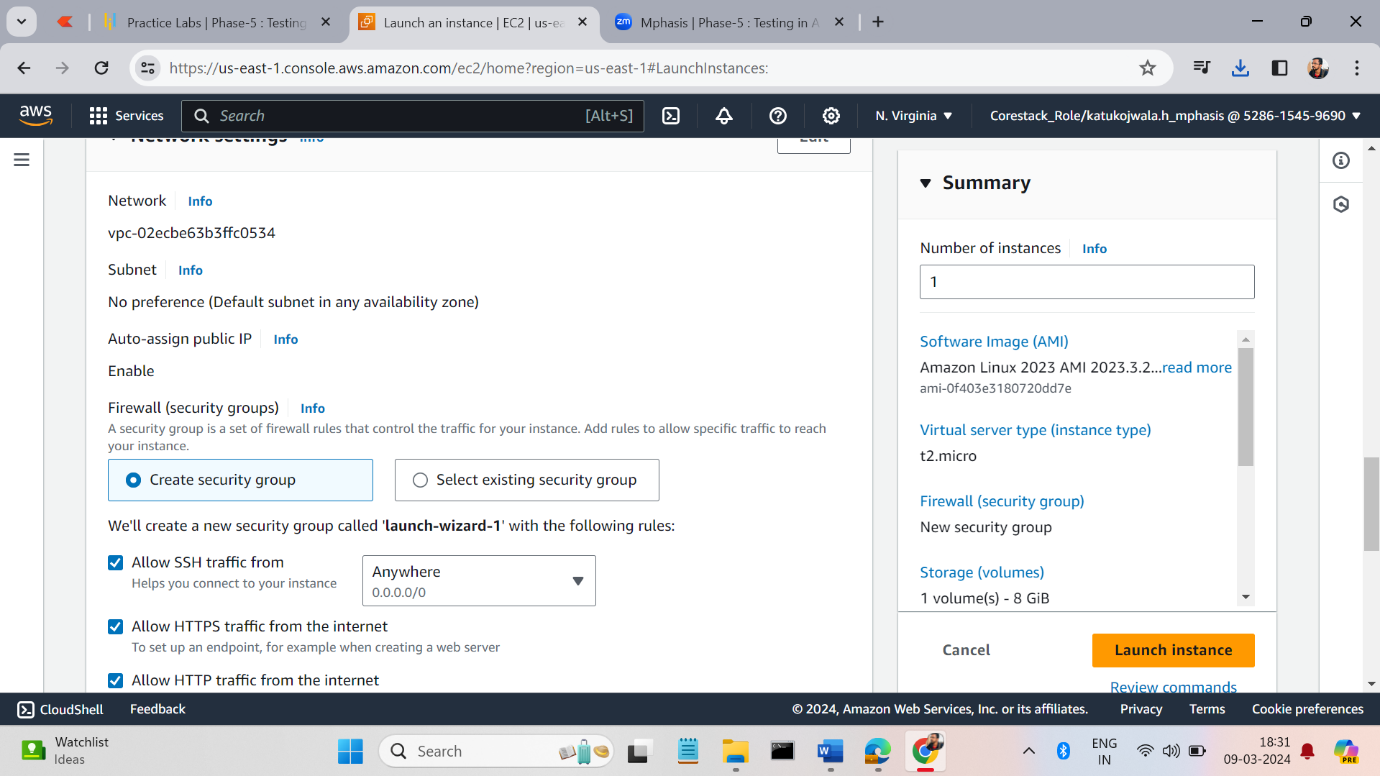 Practice Labs | Phase-5 : Testing
Launch an instance | EC2 | us-ea
zm Mphasis | Phase-5 : Testing in A
https://us-east-1.console.aws.amazon.com/ec2/home?region=us-east-1#LaunchInstances:
aws Services Search [Alt+S] N. Virginia Corestack_Role/katukojwala.h_mphasis @ 5286-1545-9690
Network settings Info Edit
Network Info
vpc-02ecbe63b3ffc0534
Subnet Info
No preference (Default subnet in any availability zone)
Auto-assign public IP Info
Enable
Firewall (security groups) Info
A security group is a set of firewall rules that control the traffic for your instance. Add rules to allow specific traffic to reach
your instance.
Create security group Select existing security group
We'll create a new security group called 'launch-wizard-1' with the following rules:
Allow SSH traffic from
Helps you connect to your instance
Anywhere
0.0.0.0/0
Allow HTTPS traffic from the internet
To set up an endpoint, for example when creating a web server
Allow HTTP traffic from the internet
Summary
Number of instances Info
1
Software Image (AMI)
Amazon Linux 2023 AMI 2023.3.2...read more
ami-0f403e3180720dd7e
Virtual server type (instance type)
t2.micro
Firewall (security group)
New security group
Storage (volumes)
1 volume(s) - 8 GiB
Cancel Launch instance
Review commands
CloudShell Feedback © 2024, Amazon Web Services, Inc. or its affiliates. Privacy Terms Cookie preferences
Watchlist
Ideas
Search
W
ENG
IN
18:31
09-03-2024
PRE